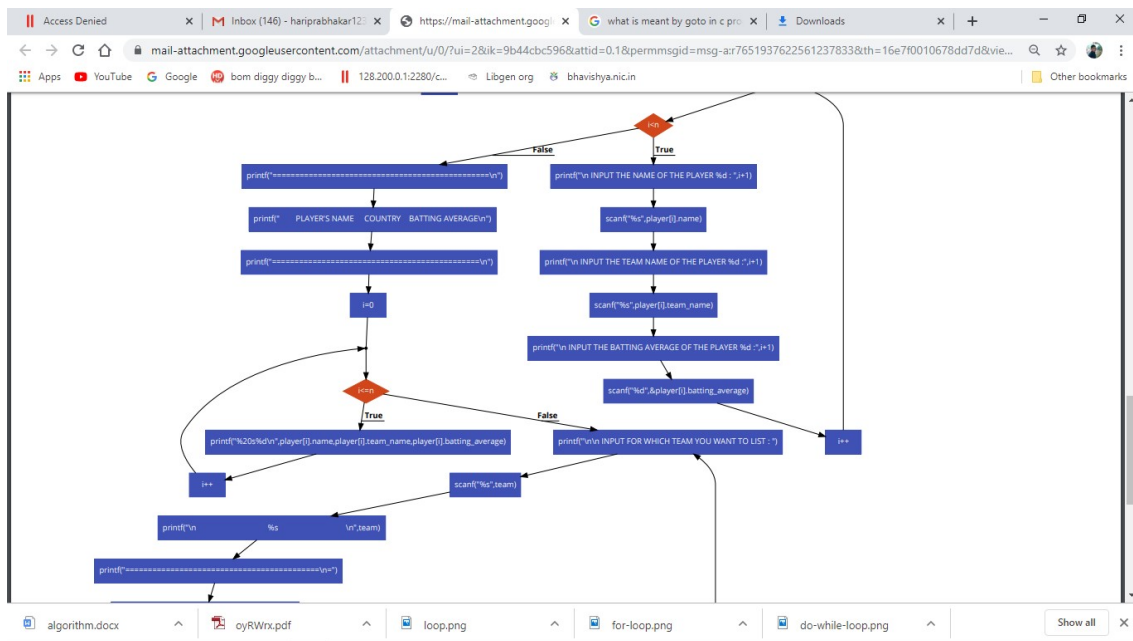 Access Denied
Inbox (146) - hariprabhakar123
https://mail-attachment.googl
what is meant by goto in c pro
Downloads
mail-attachment.googleusercontent.com/attachment/u/0/?ui=2&ik=9b44cbc596&attid=0.1&permmsgid=msg-a:r7651937622561237833&th=16e7f0010678dd7d&vie...
Apps
YouTube
Google
bom diggy diggy b...
128.200.0.1:2280/c...
Libgen org
bhavishya.nic.in
Other bookmarks
i<n
False
True
printf("================================================\n")
printf("\n INPUT THE NAME OF THE PLAYER %d : ",i+1)
printf(" PLAYER'S NAME COUNTRY BATTING AVERAGE\n")
scanf("%s",player[i].name)
printf("==============================================\n")
printf("\n INPUT THE TEAM NAME OF THE PLAYER %d :",i+1)
i=0
scanf("%s",player[i].team_name)
printf("\n INPUT THE BATTING AVERAGE OF THE PLAYER %d :",i+1)
i<=n
scanf("%d",&player[i].batting_average)
True
False
printf("%20s%d\n",player[i].name,player[i].team_name,player[i].batting_average)
printf("\n\n INPUT FOR WHICH TEAM YOU WANT TO LIST : ")
i++
i++
scanf("%s",team)
printf("\n %s \n",team)
printf("===========================================\n=")
algorithm.docx
oyRWrx.pdf
loop.png
for-loop.png
do-while-loop.png
Show all